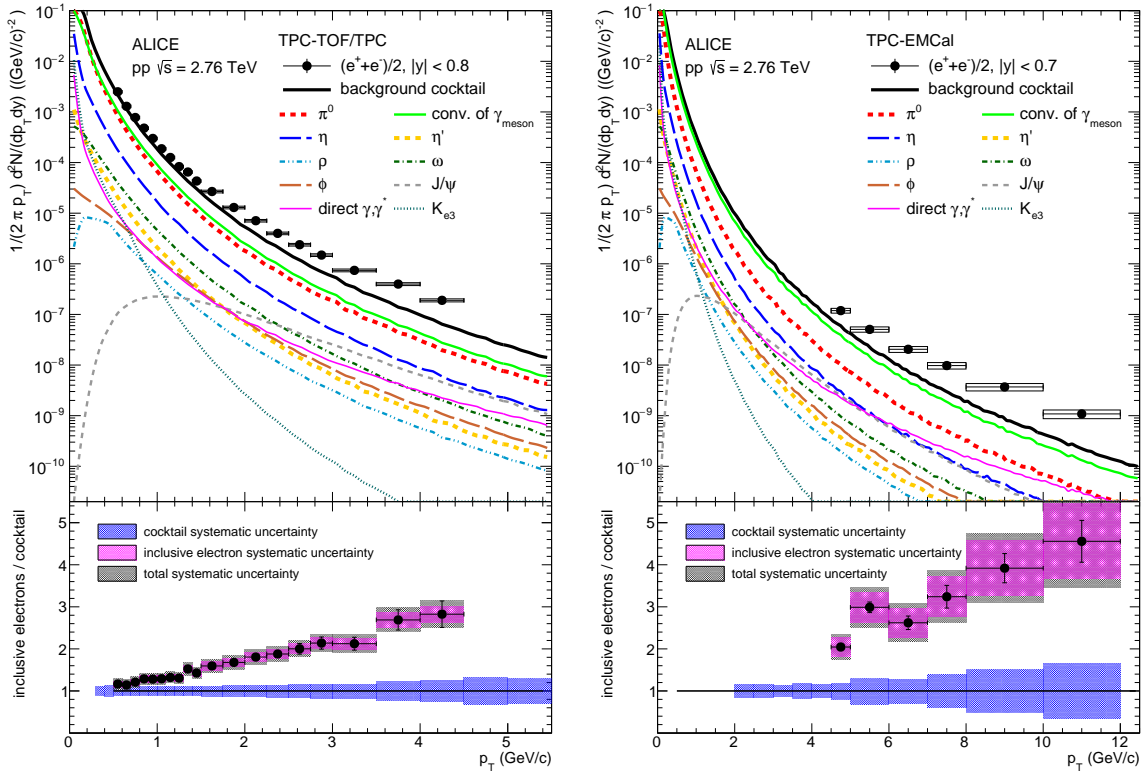 1/(2 π p_T) d²N/(dp_T dy) ((GeV/c)⁻²)
10
1
10⁻¹
10⁻²
10⁻³
10⁻⁴
10⁻⁵
10⁻⁶
10⁻⁷
10⁻⁸
10⁻⁹
10⁻¹⁰
ALICE
pp √s = 2.76 TeV
TPC-TOF/TPC
(e⁺+e⁻)/2, |y| < 0.8
background cocktail
π⁰ conv. of γ_meson
η η'
ρ ω
ϕ J/ψ
direct γ,γ* K_e3
inclusive electrons / cocktail
5
4
3
2
1
cocktail systematic uncertainty
inclusive electron systematic uncertainty
total systematic uncertainty
0 1 2 3 4 5
p_T (GeV/c)
1/(2 π p_T) d²N/(dp_T dy) ((GeV/c)⁻²)
10
1
10⁻¹
10⁻²
10⁻³
10⁻⁴
10⁻⁵
10⁻⁶
10⁻⁷
10⁻⁸
10⁻⁹
10⁻¹⁰
ALICE
pp √s = 2.76 TeV
TPC-EMCal
(e⁺+e⁻)/2, |y| < 0.7
background cocktail
π⁰ conv. of γ_meson
η η'
ρ ω
ϕ J/ψ
direct γ,γ* K_e3
inclusive electrons / cocktail
5
4
3
2
1
cocktail systematic uncertainty
inclusive electron systematic uncertainty
total systematic uncertainty
0 2 4 6 8 10 12
p_T (GeV/c)